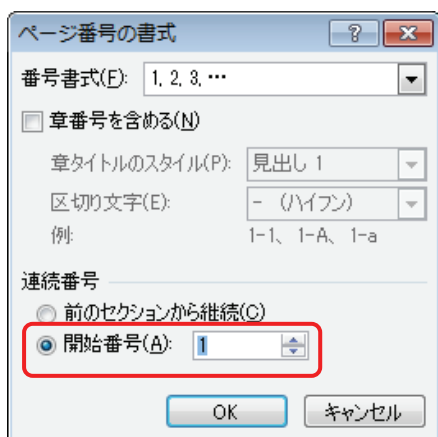 ページ番号の書式
番号書式(F): 1, 2, 3, …
章番号を含める(N)
章タイトルのスタイル(P): 見出し 1
区切り文字(E): - (ハイフン)
例: 1-1、1-A、1-a
連続番号
前のセクションから継続(C)
開始番号(A): 1
OK キャンセル